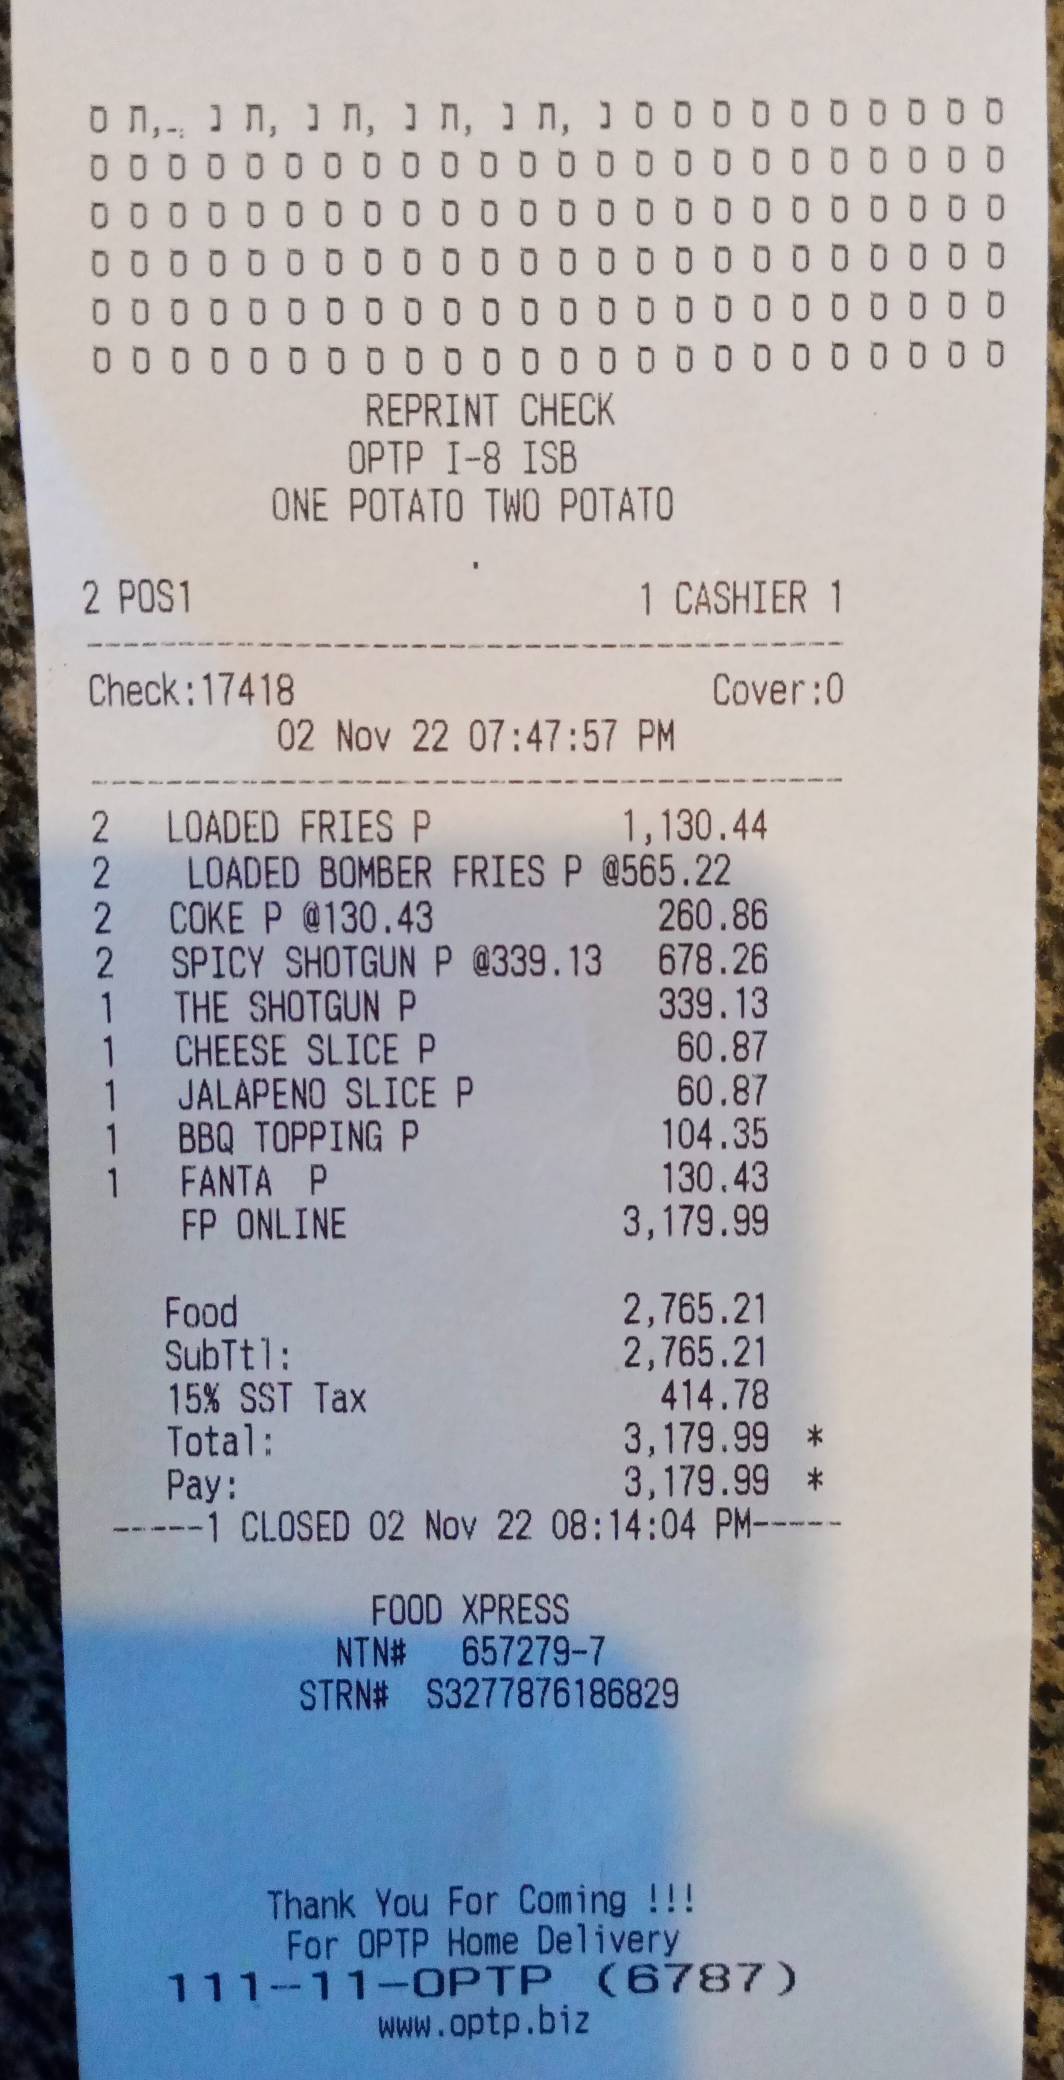 ס ת,ـ. נ ת, נ ת, נ ת, נ ת, נ ס ס ס ס ס ס ס ס ס ס
ס ס ס ס ס ס ס ס ס ס ס ס ס ס ס ס ס ס ס ס ס ס ס ס
ס ס ס ס ס ס ס ס ס ס ס ס ס ס ס ס ס ס ס ס ס ס ס ס
ס ס ס ס ס ס ס ס ס ס ס ס ס ס ס ס ס ס ס ס ס ס ס ס
ס ס ס ס ס ס ס ס ס ס ס ס ס ס ס ס ס ס ס ס ס ס ס ס
ס ס ס ס ס ס ס ס ס ס ס ס ס ס ס ס ס ס ס ס ס ס ס ס
REPRINT CHECK
OPTP I-8 ISB
ONE POTATO TWO POTATO
2 POS1 1 CASHIER 1
Check:17418 Cover:0
02 Nov 22 07:47:57 PM
2 LOADED FRIES P 1,130.44
2 LOADED BOMBER FRIES P @565.22
2 COKE P @130.43 260.86
2 SPICY SHOTGUN P @339.13 678.26
1 THE SHOTGUN P 339.13
1 CHEESE SLICE P 60.87
1 JALAPENO SLICE P 60.87
1 BBQ TOPPING P 104.35
1 FANTA P 130.43
FP ONLINE 3,179.99
Food 2,765.21
SubTtl: 2,765.21
15% SST Tax 414.78
Total: 3,179.99 *
Pay: 3,179.99 *
-----1 CLOSED 02 Nov 22 08:14:04 PM-----
FOOD XPRESS
NTN# 657279-7
STRN# S3277876186829
Thank You For Coming !!!
For OPTP Home Delivery
111-11-OPTP (6787)
www.optp.biz